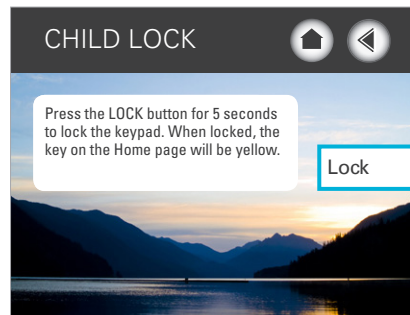 CHILD LOCK
Press the LOCK button for 5 seconds
to lock the keypad. When locked, the
key on the Home page will be yellow.
Lock